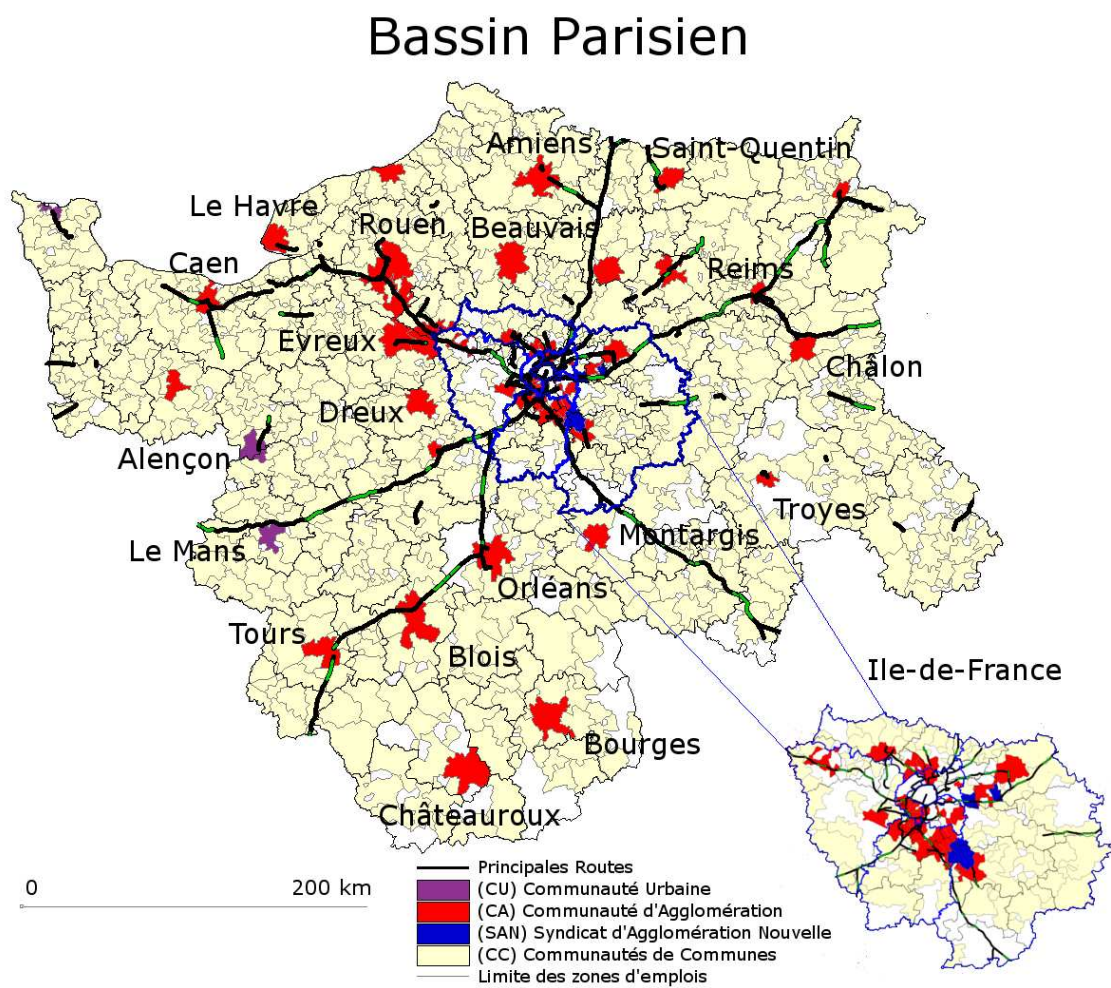 Bassin Parisien
Amiens
Saint-Quentin
Le Havre
Rouen
Beauvais
Caen
Reims
Evreux
Châlon
Dreux
Alençon
Troyes
Le Mans
Montargis
Orléans
Tours
Blois
Ile-de-France
Bourges
Châteauroux
Principales Routes
0 200 km
(CU) Communauté Urbaine
(CA) Communauté d'Agglomération
(SAN) Syndicat d'Agglomération Nouvelle
(CC) Communautés de Communes
Limite des zones d'emplois